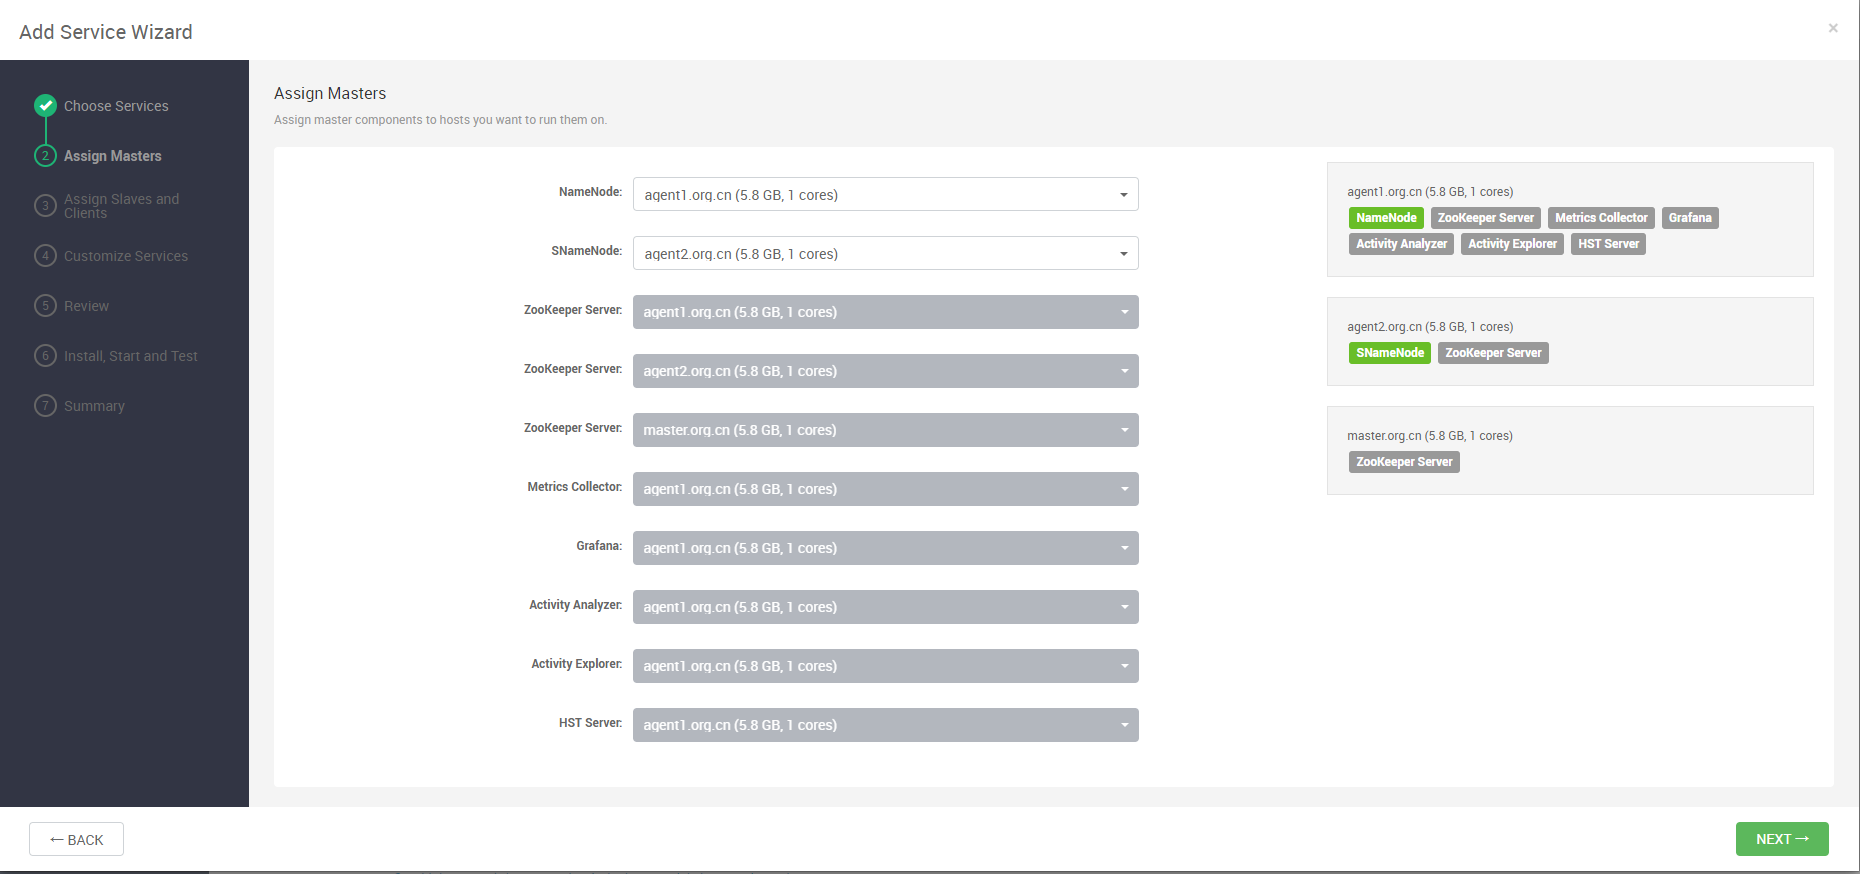 Add Service Wizard
×
Choose Services
2 Assign Masters
3 Assign Slaves and
Clients
4 Customize Services
5 Review
6 Install, Start and Test
7 Summary
Assign Masters
Assign master components to hosts you want to run them on.
NameNode: agent1.org.cn (5.8 GB, 1 cores)
SNameNode: agent2.org.cn (5.8 GB, 1 cores)
ZooKeeper Server: agent1.org.cn (5.8 GB, 1 cores)
ZooKeeper Server: agent2.org.cn (5.8 GB, 1 cores)
ZooKeeper Server: master.org.cn (5.8 GB, 1 cores)
Metrics Collector: agent1.org.cn (5.8 GB, 1 cores)
Grafana: agent1.org.cn (5.8 GB, 1 cores)
Activity Analyzer: agent1.org.cn (5.8 GB, 1 cores)
Activity Explorer: agent1.org.cn (5.8 GB, 1 cores)
HST Server: agent1.org.cn (5.8 GB, 1 cores)
agent1.org.cn (5.8 GB, 1 cores)
NameNode ZooKeeper Server Metrics Collector Grafana
Activity Analyzer Activity Explorer HST Server
agent2.org.cn (5.8 GB, 1 cores)
SNameNode ZooKeeper Server
master.org.cn (5.8 GB, 1 cores)
ZooKeeper Server
← BACK
NEXT →